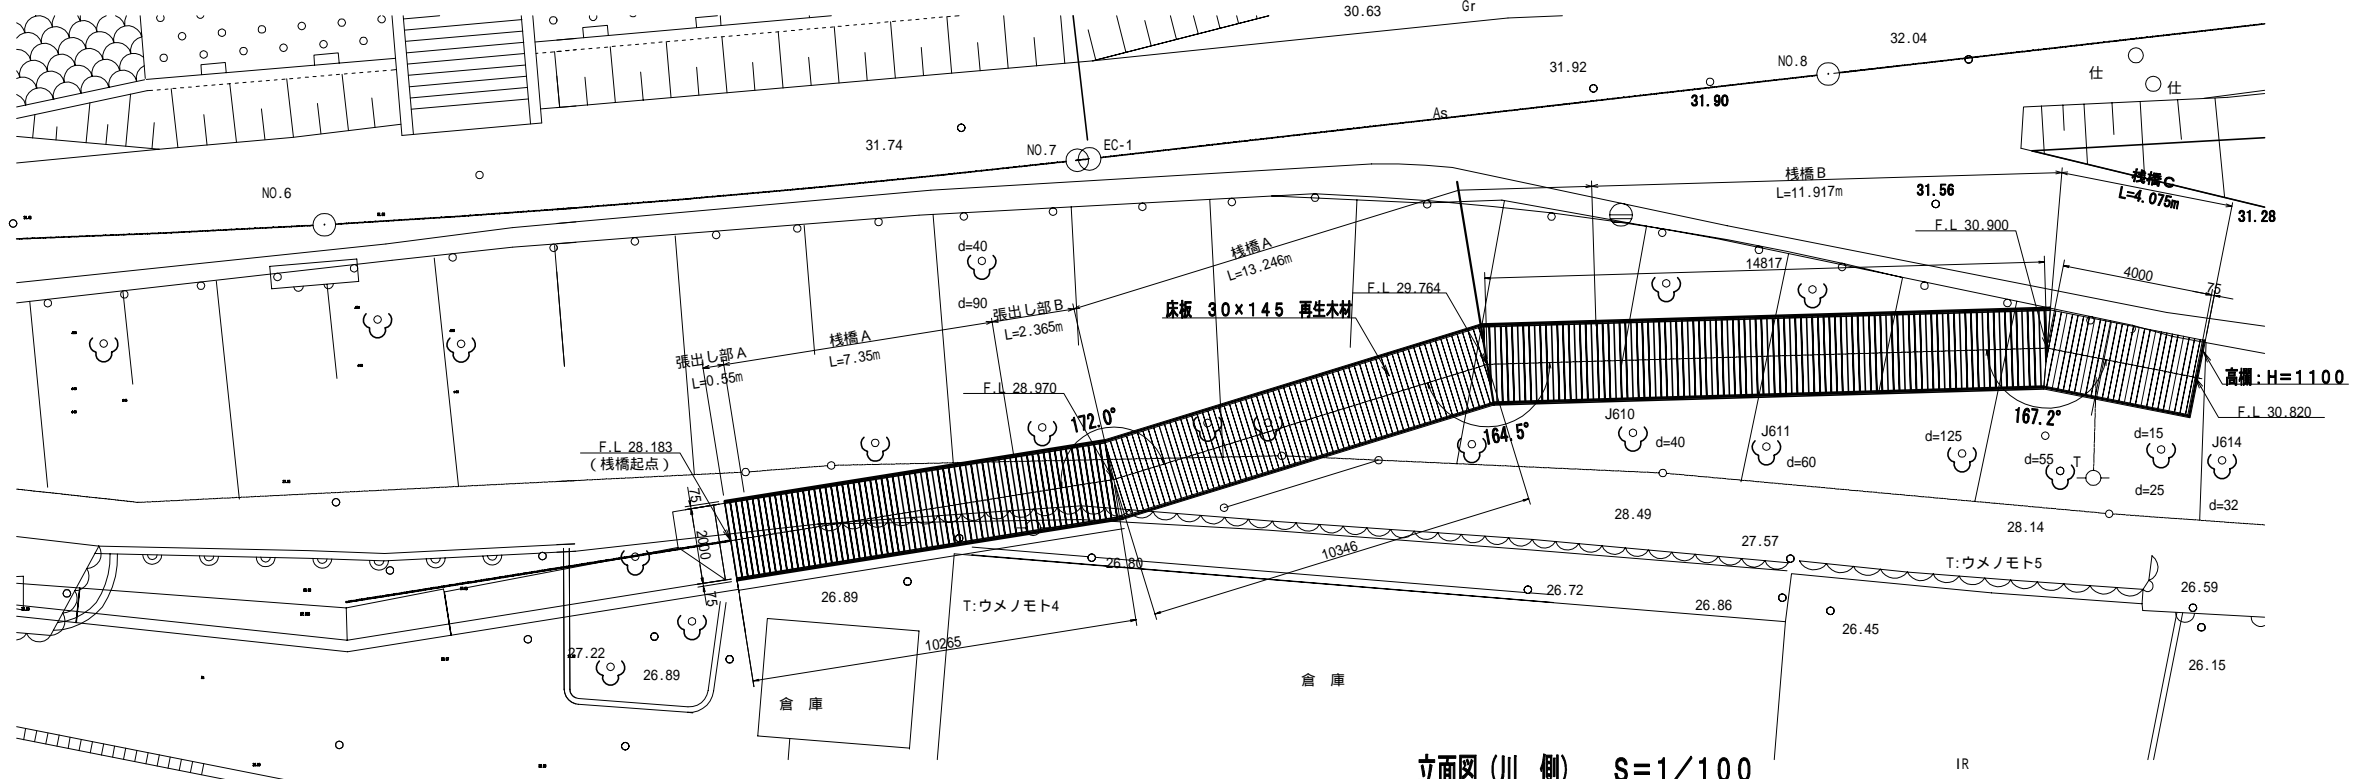 30.63
Gr
32.04
NO.8
31.92
仕
仕
31.90
As
31.74
NO.7
EC-1
NO.6
桟橋B
L=11.917m
31.56
桟橋C
L=4.075m
31.28
F.L 30.900
d=40
桟橋A
L=13.246m
14817
4000
75
d=90
F.L 29.764
床板 30×145 再生木材
張出し部B
L=2.365m
桟橋A
L=7.35m
張出し部A
L=0.55m
F.L 28.970
高欄:H=1100
F.L 30.820
172.0°
164.5°
167.2°
J610
d=40
J611
d=60
d=125
d=15
J614
d=55
T
d=25
d=32
F.L 28.183
(桟橋起点)
75
2000
75
28.49
28.14
27.57
10346
26.80
T:ウメノモト5
26.59
26.72
26.86
26.89
T:ウメノモト4
26.45
10265
27.22
26.89
26.15
倉 庫
倉 庫
立面図(川 側) S=1/100
IR